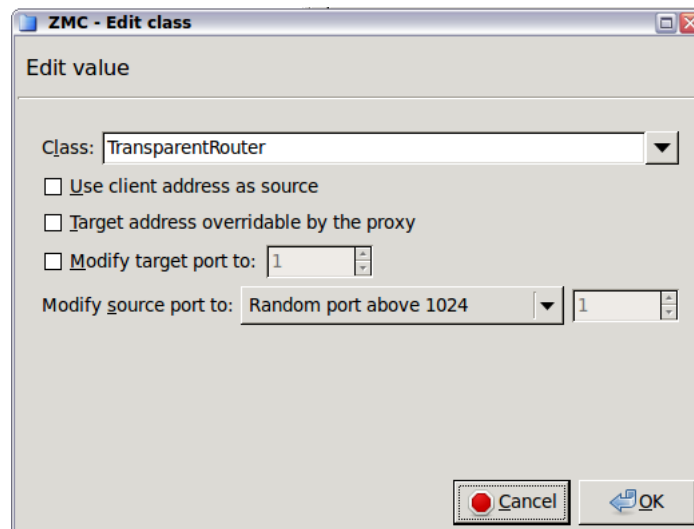 ZMC - Edit class
Edit value
Class: TransparentRouter
Use client address as source
Target address overridable by the proxy
Modify target port to: 1
Modify source port to: Random port above 1024 1
Cancel OK